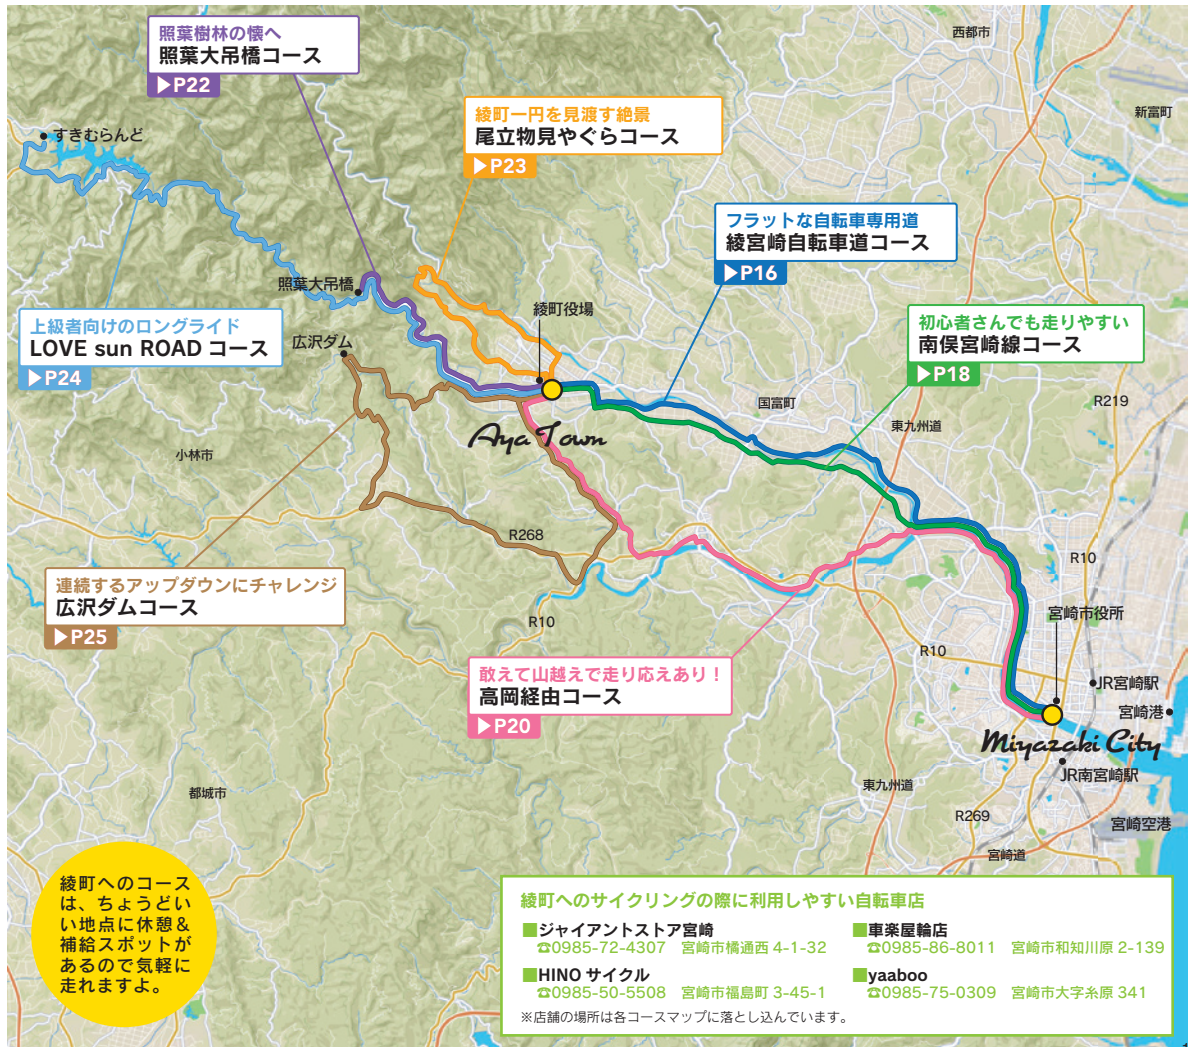 照葉樹林の懐へ
照葉大吊橋コース
▶P22
西都市
新富町
すきむらんど
綾町一円を見渡す絶景
尾立物見やぐらコース
▶P23
フラットな自転車専用道
綾宮崎自転車道コース
▶P16
照葉大吊橋
綾町役場
上級者向けのロングライド
LOVE sun ROAD コース
▶P24
広沢ダム
初心者さんでも走りやすい
南俣宮崎線コース
▶P18
国富町
R219
東九州道
Aya Town
小林市
R268
R10
連続するアップダウンにチャレンジ
広沢ダムコース
▶P25
R10
宮崎市役所
R10
敢えて山越えで走り応えあり！
高岡経由コース
▶P20
JR宮崎駅
宮崎港
Miyazaki City
JR南宮崎駅
都城市
東九州道
R269
宮崎空港
宮崎道
綾町へのコース
は、ちょうどい
い地点に休憩＆
補給スポットが
あるので気軽に
走れますよ。
綾町へのサイクリングの際に利用しやすい自転車店
■ジャイアントストア宮崎
☎0985-72-4307 宮崎市橘通西 4-1-32
■車楽屋輪店
☎0985-86-8011 宮崎市和知川原 2-139
■HINO サイクル
☎0985-50-5508 宮崎市福島町 3-45-1
■yaaboo
☎0985-75-0309 宮崎市大字糸原 341
※店舗の場所は各コースマップに落とし込んでいます。